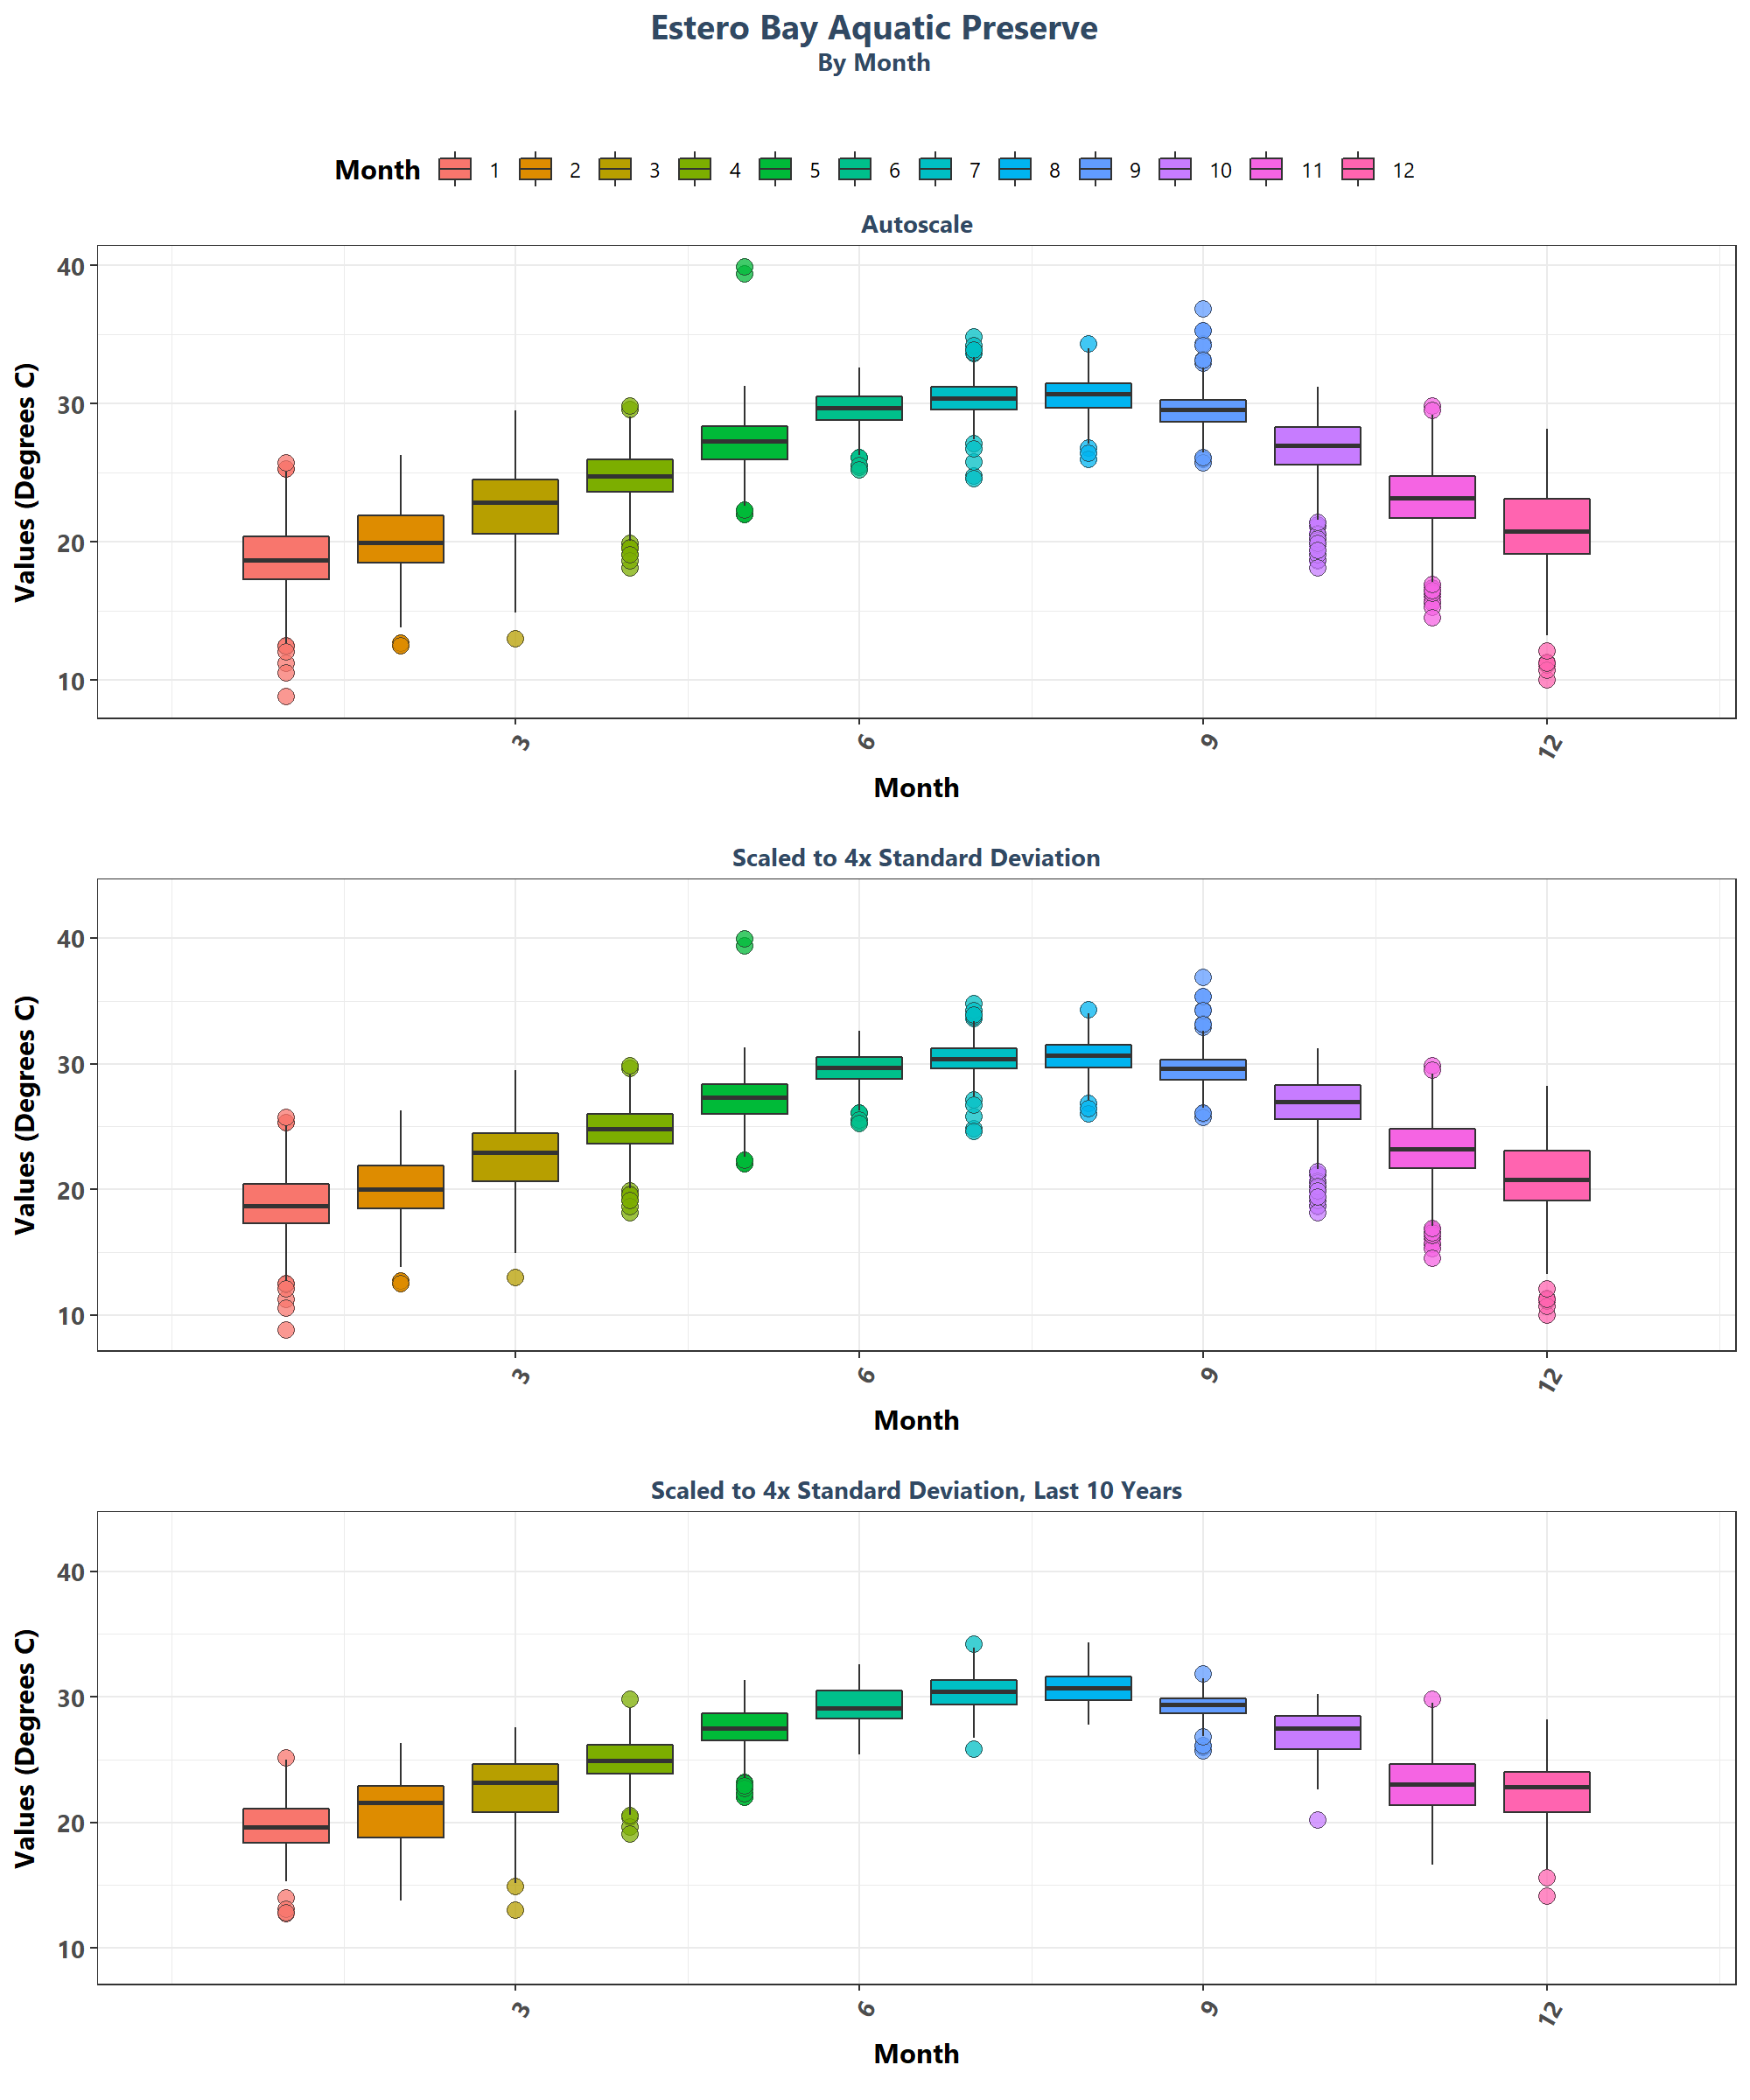 Estero Bay Aquatic Preserve
By Month
Month 1 2 3 4 5 6 7 8 9 10 11 12
Autoscale
Values (Degrees C)
40
30
20
10
3 6 9 12
Month
Scaled to 4x Standard Deviation
Values (Degrees C)
40
30
20
10
3 6 9 12
Month
Scaled to 4x Standard Deviation, Last 10 Years
Values (Degrees C)
40
30
20
10
3 6 9 12
Month